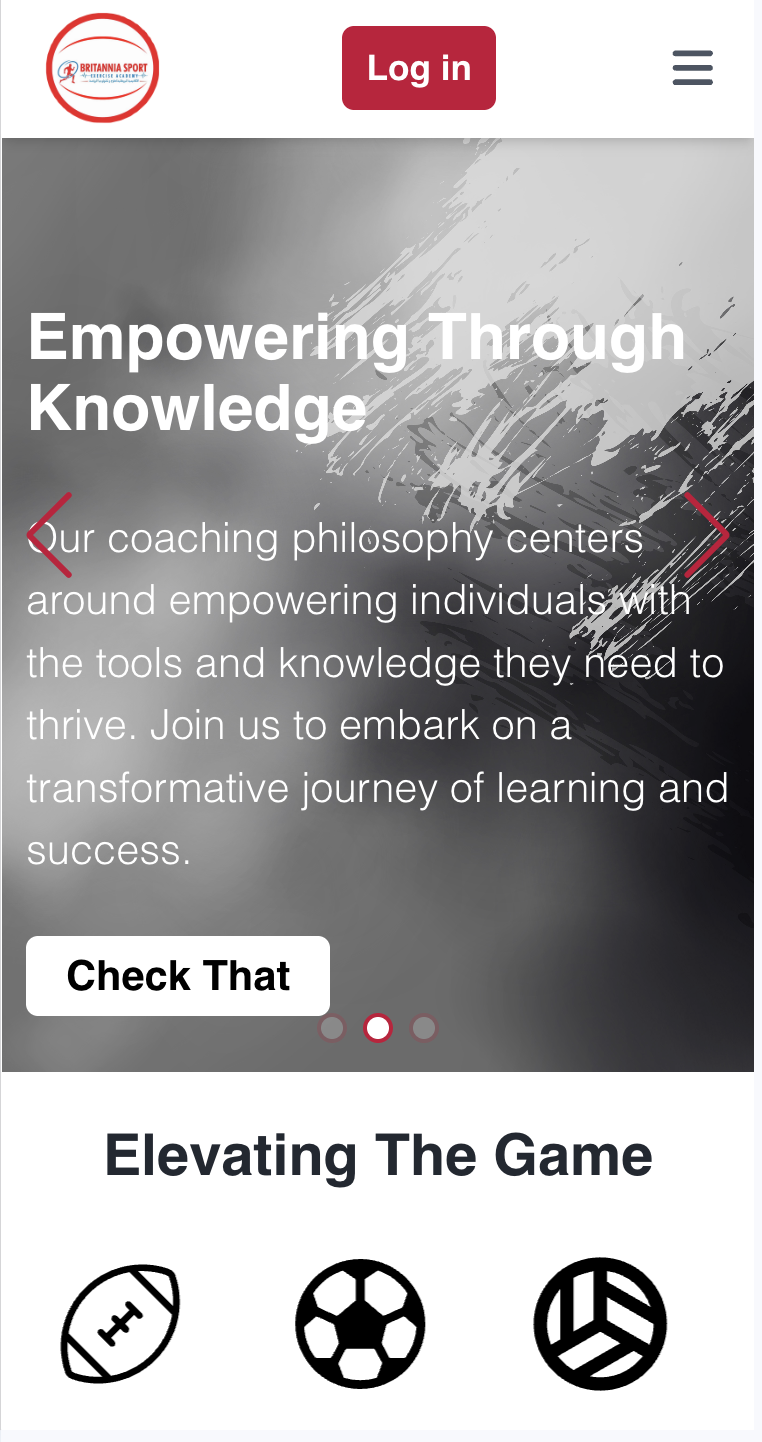 BRITANNIA SPORT
EXERCISE ACADEMY
Log in
Empowering Through
Knowledge
Our coaching philosophy centers
around empowering individuals with
the tools and knowledge they need to
thrive. Join us to embark on a
transformative journey of learning and
success.
Check That
Elevating The Game